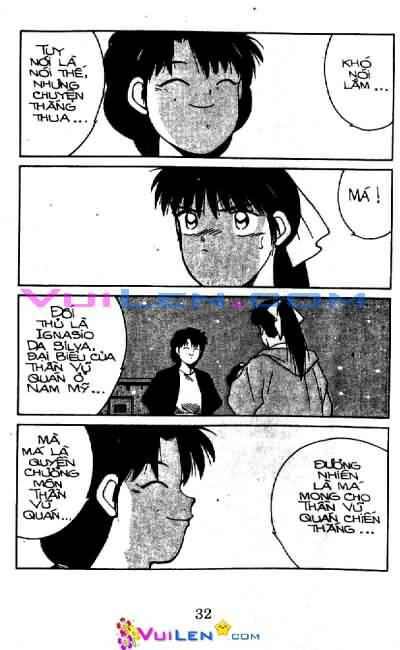 TUY
NÓI LÀ
NÓI THẾ,
NHƯNG
CHUYỆN
THẮNG
THUA...
KHÓ
NÓI
LẮM...
MÁ!
VUILEN.COM
ĐỐI
THỦ LÀ
IGNASIO
DA SILVA,
ĐẠI BIỂU CỦA
THẦN VŨ
QUÁN Ở
NAM MỸ...
MÀ
MÁ LÀ
QUYỀN
CHƯỞNG
MÔN
THẦN
VŨ
QUÁN...
ĐƯƠNG
NHIÊN
LÀ MÁ
MONG CHO
THẦN VŨ
QUÁN CHIẾN
THẮNG...
32
VUILEN